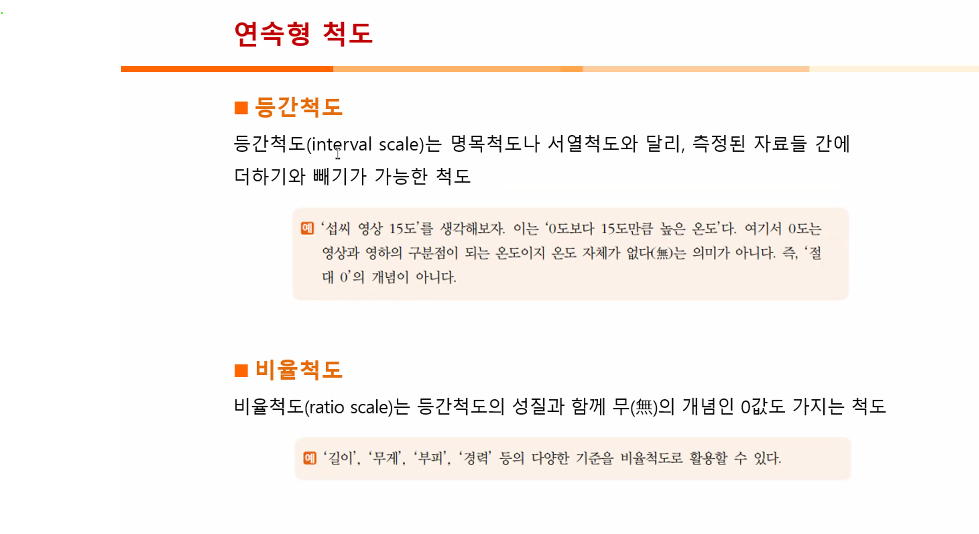 연속형 척도
■ 등간척도
등간척도(interval scale)는 명목척도나 서열척도와 달리, 측정된 자료들 간에
더하기와 빼기가 가능한 척도
예 ‘섭씨 영상 15도’를 생각해보자. 이는 ‘0도보다 15도만큼 높은 온도’다. 여기서 0도는
영상과 영하의 구분점이 되는 온도이지 온도 자체가 없다(無)는 의미가 아니다. 즉, ‘절
대 0’의 개념이 아니다.
■ 비율척도
비율척도(ratio scale)는 등간척도의 성질과 함께 무(無)의 개념인 0값도 가지는 척도
예 ‘길이’, ‘무게’, ‘부피’, ‘경력’ 등의 다양한 기준을 비율척도로 활용할 수 있다.